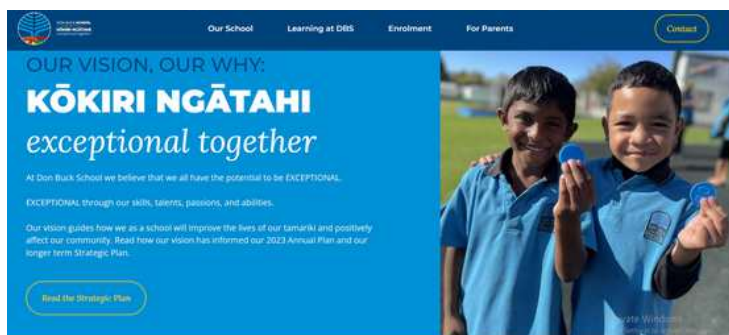 Our School
Learning at DBS
Enrolment
For Parents
Contact
OUR VISION, OUR WHY:
KŌKIRI NGĀTAHI
exceptional together
At Don Buck School we believe that we all have the potential to be EXCEPTIONAL.
EXCEPTIONAL through our skills, talents, passions, and abilities.
Our vision guides how we as a school will improve the lives of our tamariki and positively
affect our community. Read how our vision has informed our 2023 Annual Plan and our
longer term Strategic Plan.
Read the Strategic Plan